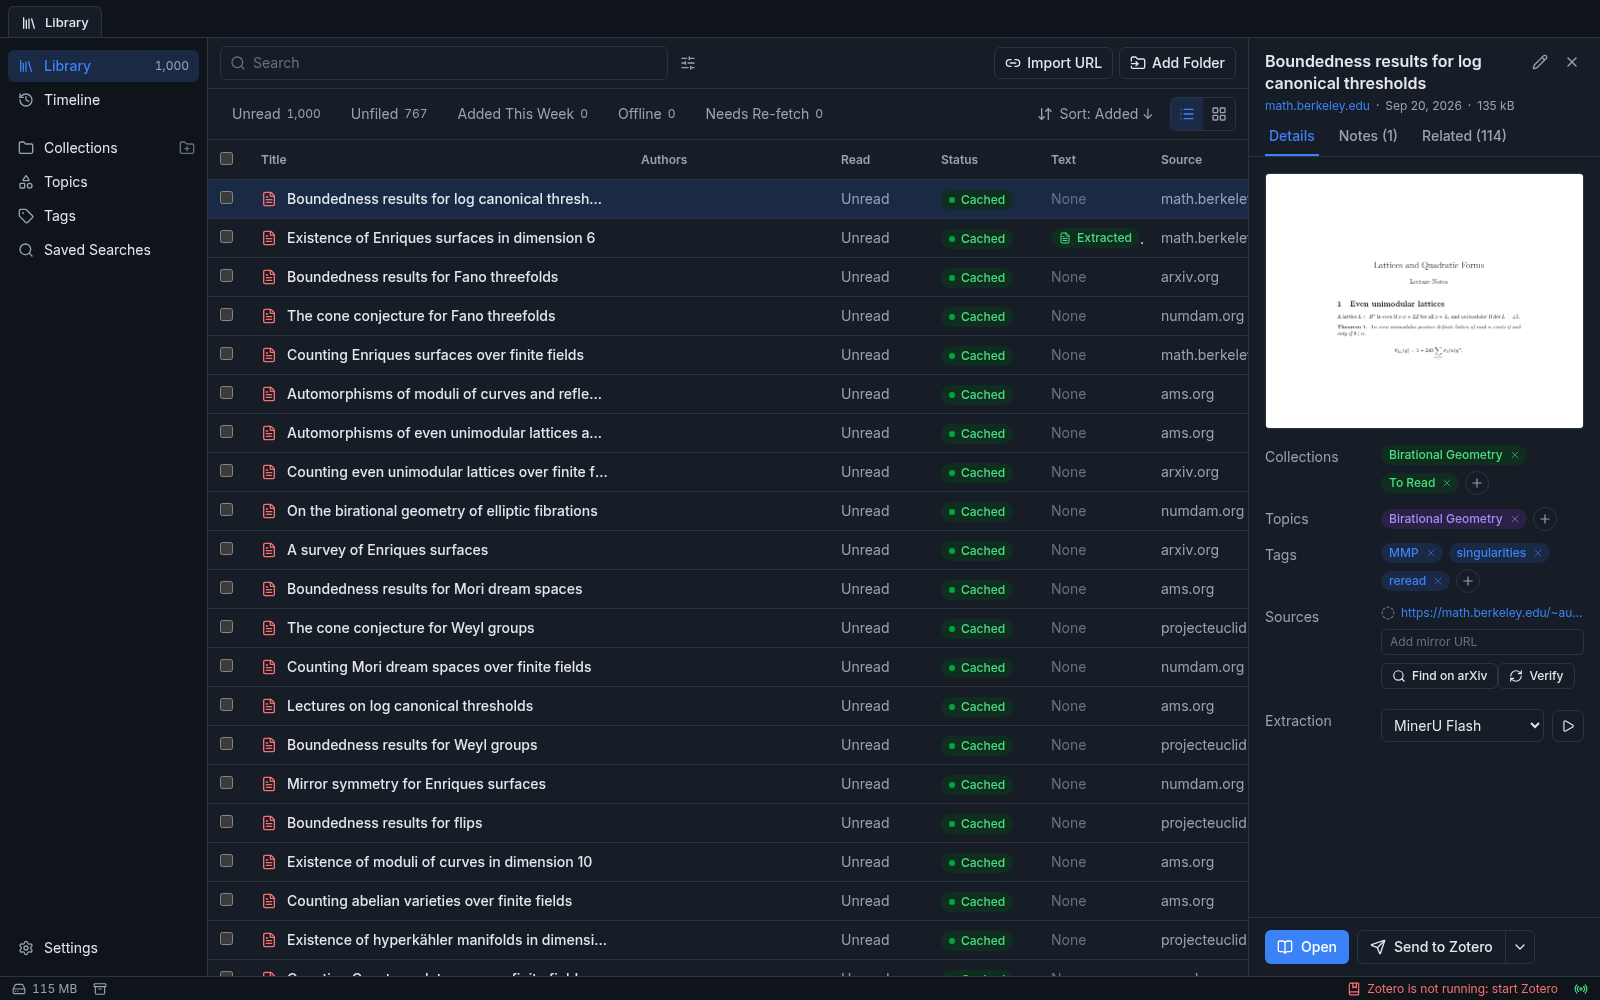 Library
Library 1,000
Timeline
Collections
Topics
Tags
Saved Searches
Settings
Search
Import URL
Add Folder
Unread 1,000
Unfiled 767
Added This Week 0
Offline 0
Needs Re-fetch 0
Sort: Added ↓
Title Authors Read Status Text Source
Boundedness results for log canonical thresh... Unread Cached None math.berkele
Existence of Enriques surfaces in dimension 6 Unread Cached Extracted . math.berkele
Boundedness results for Fano threefolds Unread Cached None arxiv.org
The cone conjecture for Fano threefolds Unread Cached None numdam.org
Counting Enriques surfaces over finite fields Unread Cached None math.berkele
Automorphisms of moduli of curves and refle... Unread Cached None ams.org
Automorphisms of even unimodular lattices a... Unread Cached None ams.org
Counting even unimodular lattices over finite f... Unread Cached None arxiv.org
On the birational geometry of elliptic fibrations Unread Cached None numdam.org
A survey of Enriques surfaces Unread Cached None arxiv.org
Boundedness results for Mori dream spaces Unread Cached None ams.org
The cone conjecture for Weyl groups Unread Cached None projecteuclid
Counting Mori dream spaces over finite fields Unread Cached None numdam.org
Lectures on log canonical thresholds Unread Cached None ams.org
Boundedness results for Weyl groups Unread Cached None projecteuclid
Mirror symmetry for Enriques surfaces Unread Cached None numdam.org
Boundedness results for flips Unread Cached None projecteuclid
Existence of moduli of curves in dimension 10 Unread Cached None ams.org
Counting abelian varieties over finite fields Unread Cached None ams.org
Existence of hyperkähler manifolds in dimensi... Unread Cached None projecteuclid
Boundedness results for log
canonical thresholds
math.berkeley.edu · Sep 20, 2026 · 135 kB
Details
Notes (1)
Related (114)
Lattices and Quadratic Forms
Lecture Notes
1 Even unimodular lattices
Collections
Birational Geometry
To Read
Topics
Birational Geometry
Tags
MMP
singularities
reread
Sources
https://math.berkeley.edu/~au...
Add mirror URL
Find on arXiv
Verify
Extraction
MinerU Flash
Open
Send to Zotero
115 MB
Zotero is not running: start Zotero